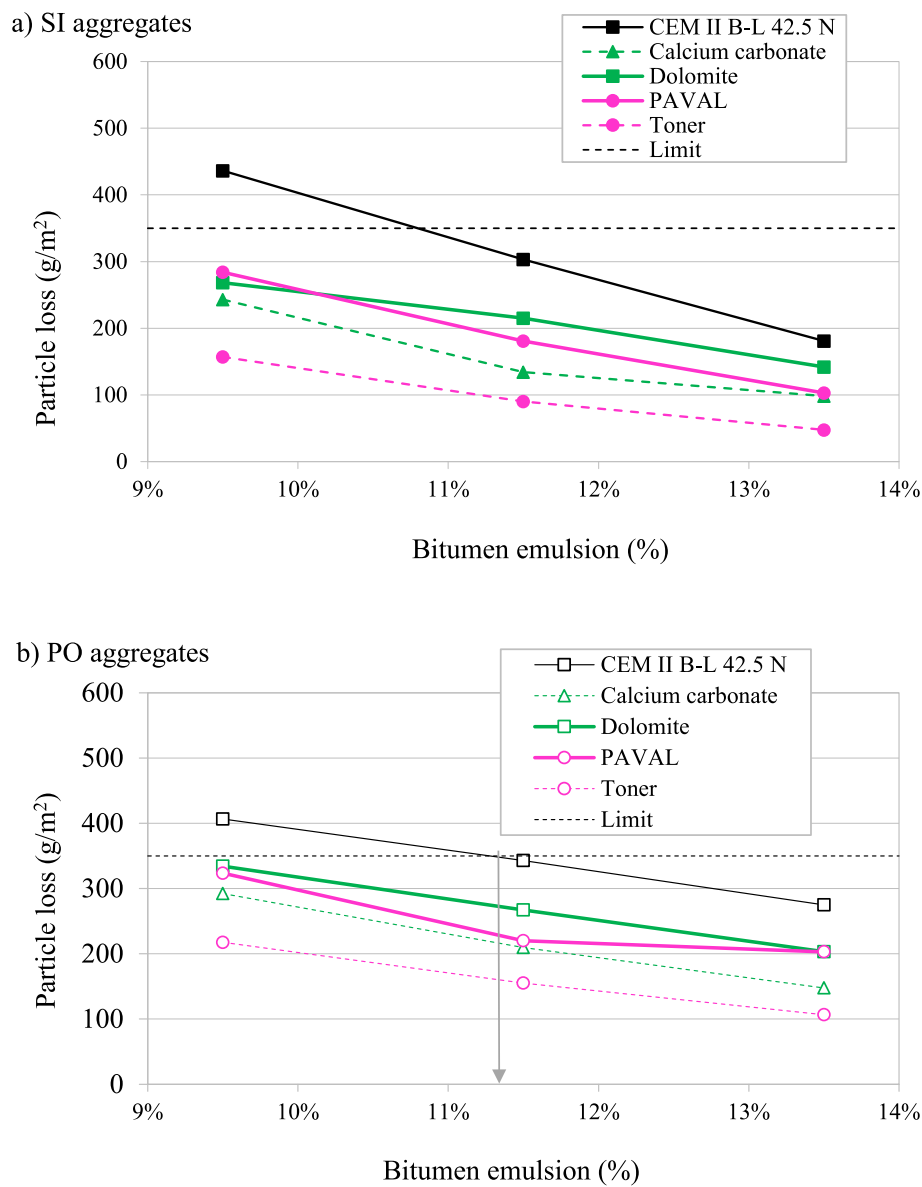 a) SI aggregates
CEM II B-L 42.5 N
Calcium carbonate
Dolomite
PAVAL
Toner
Limit
600
500
400
300
200
100
0
Particle loss (g/m²)
9%
10%
11%
12%
13%
14%
Bitumen emulsion (%)
b) PO aggregates
CEM II B-L 42.5 N
Calcium carbonate
Dolomite
PAVAL
Toner
Limit
600
500
400
300
200
100
0
Particle loss (g/m²)
9%
10%
11%
12%
13%
14%
Bitumen emulsion (%)